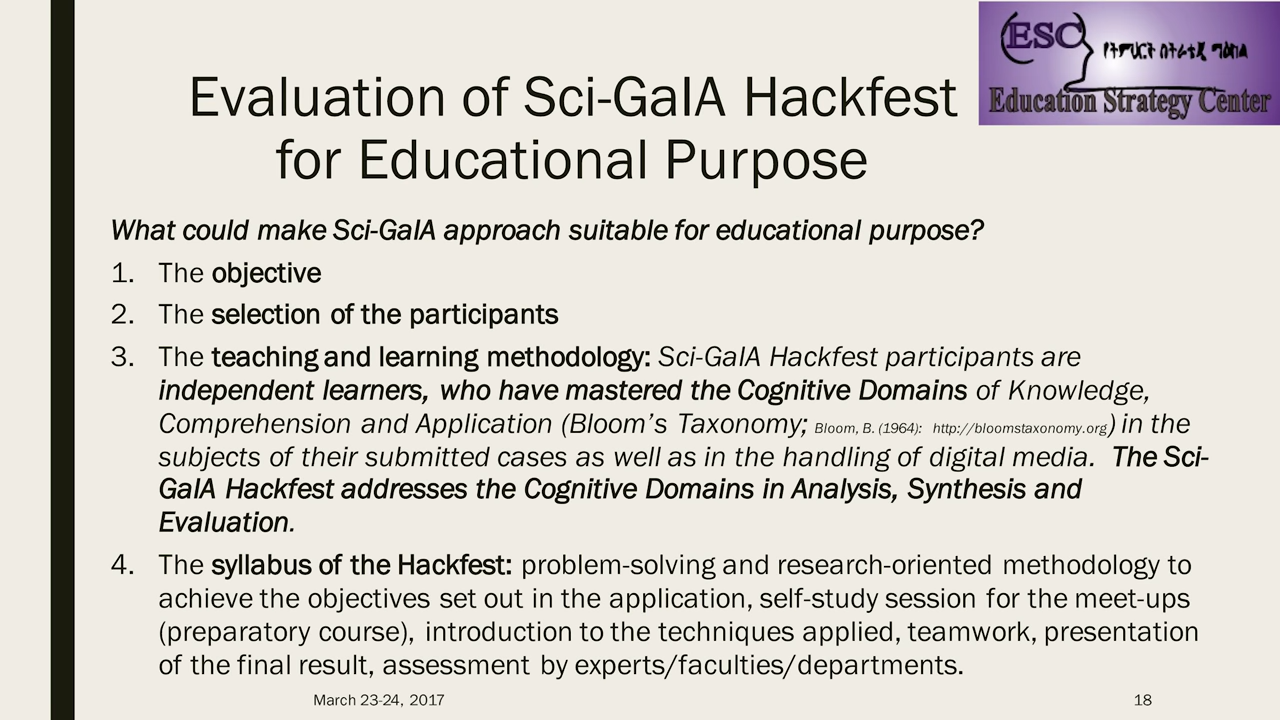 ESC
የትምህርት ስትራቴጂ ማዕከል
Education Strategy Center
Evaluation of Sci-GaIA Hackfest
for Educational Purpose
What could make Sci-GaIA approach suitable for educational purpose?
1. The objective
2. The selection of the participants
3. The teaching and learning methodology: Sci-GaIA Hackfest participants are
independent learners, who have mastered the Cognitive Domains of Knowledge,
Comprehension and Application (Bloom's Taxonomy; Bloom, B. (1964): http://bloomstaxonomy.org) in the
subjects of their submitted cases as well as in the handling of digital media. The Sci-
GaIA Hackfest addresses the Cognitive Domains in Analysis, Synthesis and
Evaluation.
4. The syllabus of the Hackfest: problem-solving and research-oriented methodology to
achieve the objectives set out in the application, self-study session for the meet-ups
(preparatory course), introduction to the techniques applied, teamwork, presentation
of the final result, assessment by experts/faculties/departments.
March 23-24, 2017
18